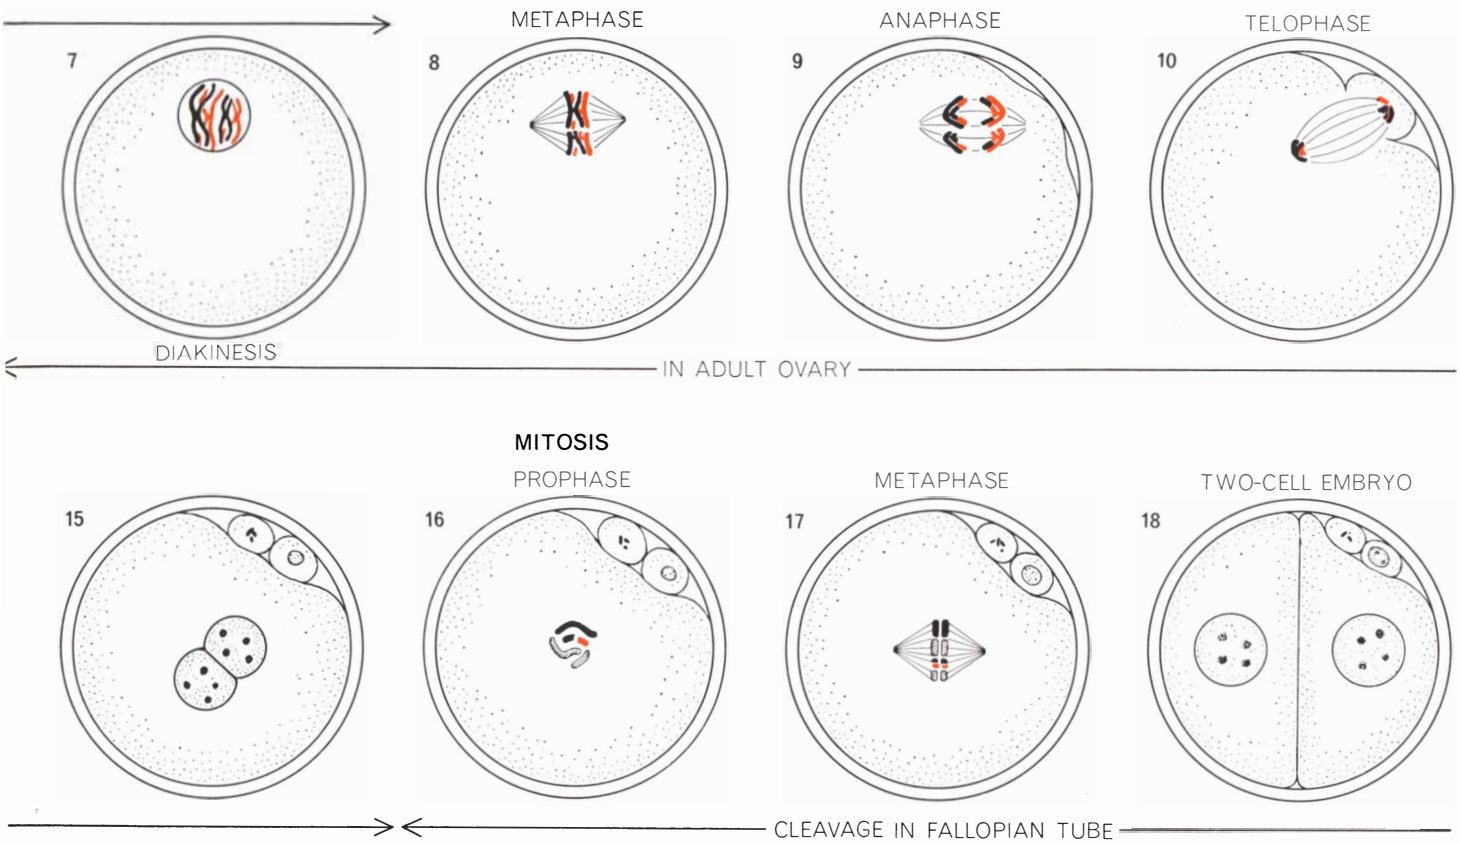 METAPHASE
ANAPHASE
TELOPHASE
7
8
9
10
DIAKINESIS
IN ADULT OVARY
MITOSIS
PROPHASE
METAPHASE
TWO-CELL EMBRYO
15
16
17
18
CLEAVAGE IN FALLOPIAN TUBE